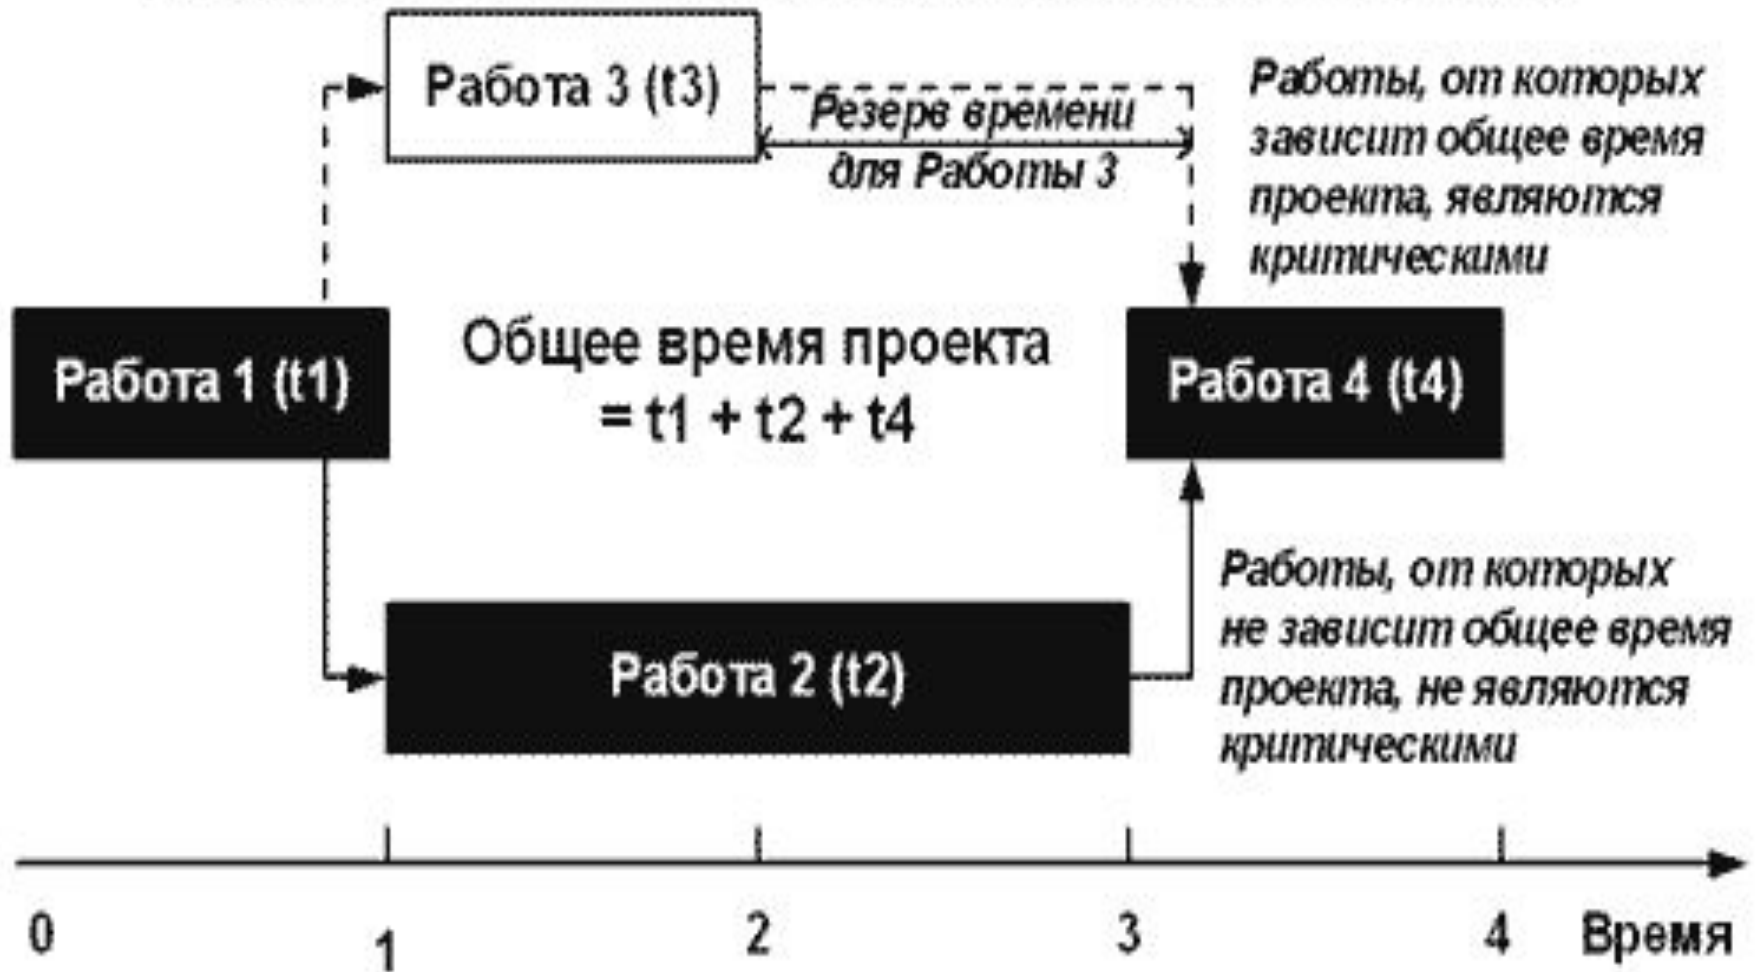 Работа 3 (t3)
Резерв времени
для Работы 3
Работы, от которых
зависит общее время
проекта, являются
критическими
Работа 1 (t1)
Общее время проекта
= t1 + t2 + t4
Работа 4 (t4)
Работы, от которых
не зависит общее время
проекта, не являются
критическими
Работа 2 (t2)
0
1
2
3
4
Время